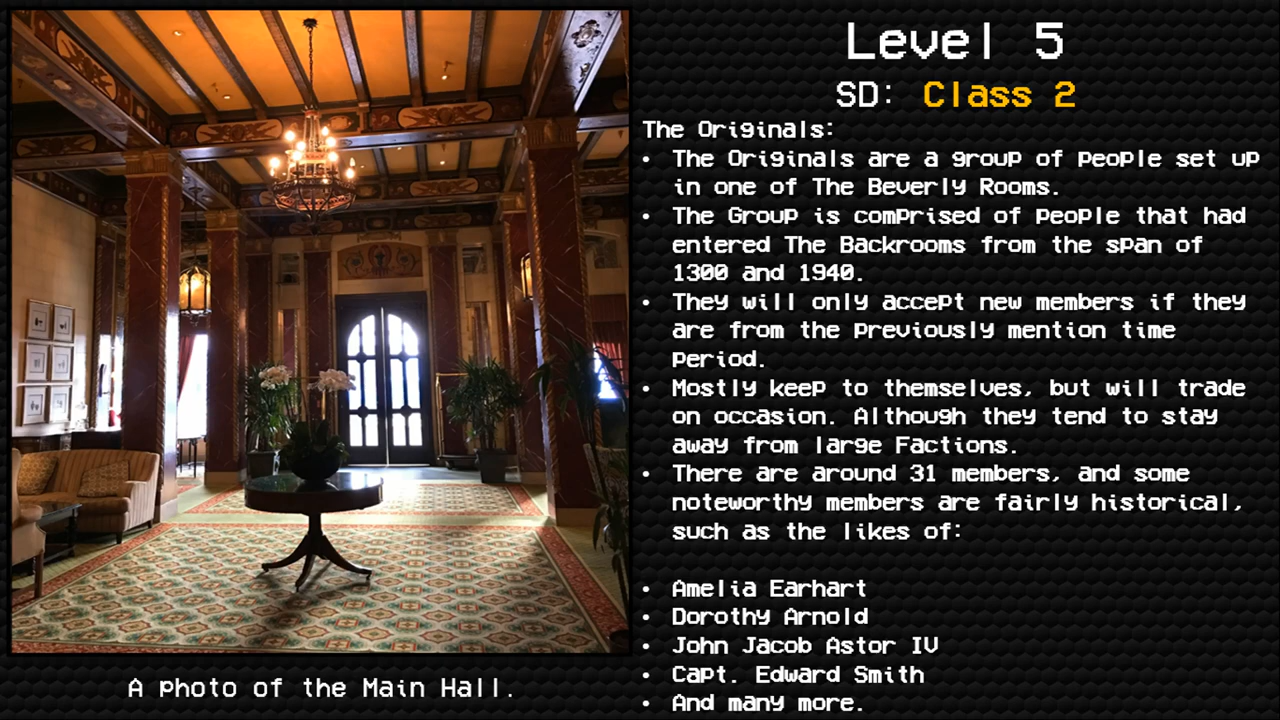 Level 5
SD: Class 2
The Originals:
• The Originals are a group of people set up
in one of The Beverly Rooms.
• The Group is comprised of people that had
entered The Backrooms from the span of
1300 and 1940.
• They will only accept new members if they
are from the previously mention time
period.
• Mostly keep to themselves, but will trade
on occasion. Although they tend to stay
away from large Factions.
• There are around 31 members, and some
noteworthy members are fairly historical,
such as the likes of:
• Amelia Earhart
• Dorothy Arnold
• John Jacob Astor IV
• Capt. Edward Smith
• And many more.
A photo of the Main Hall.